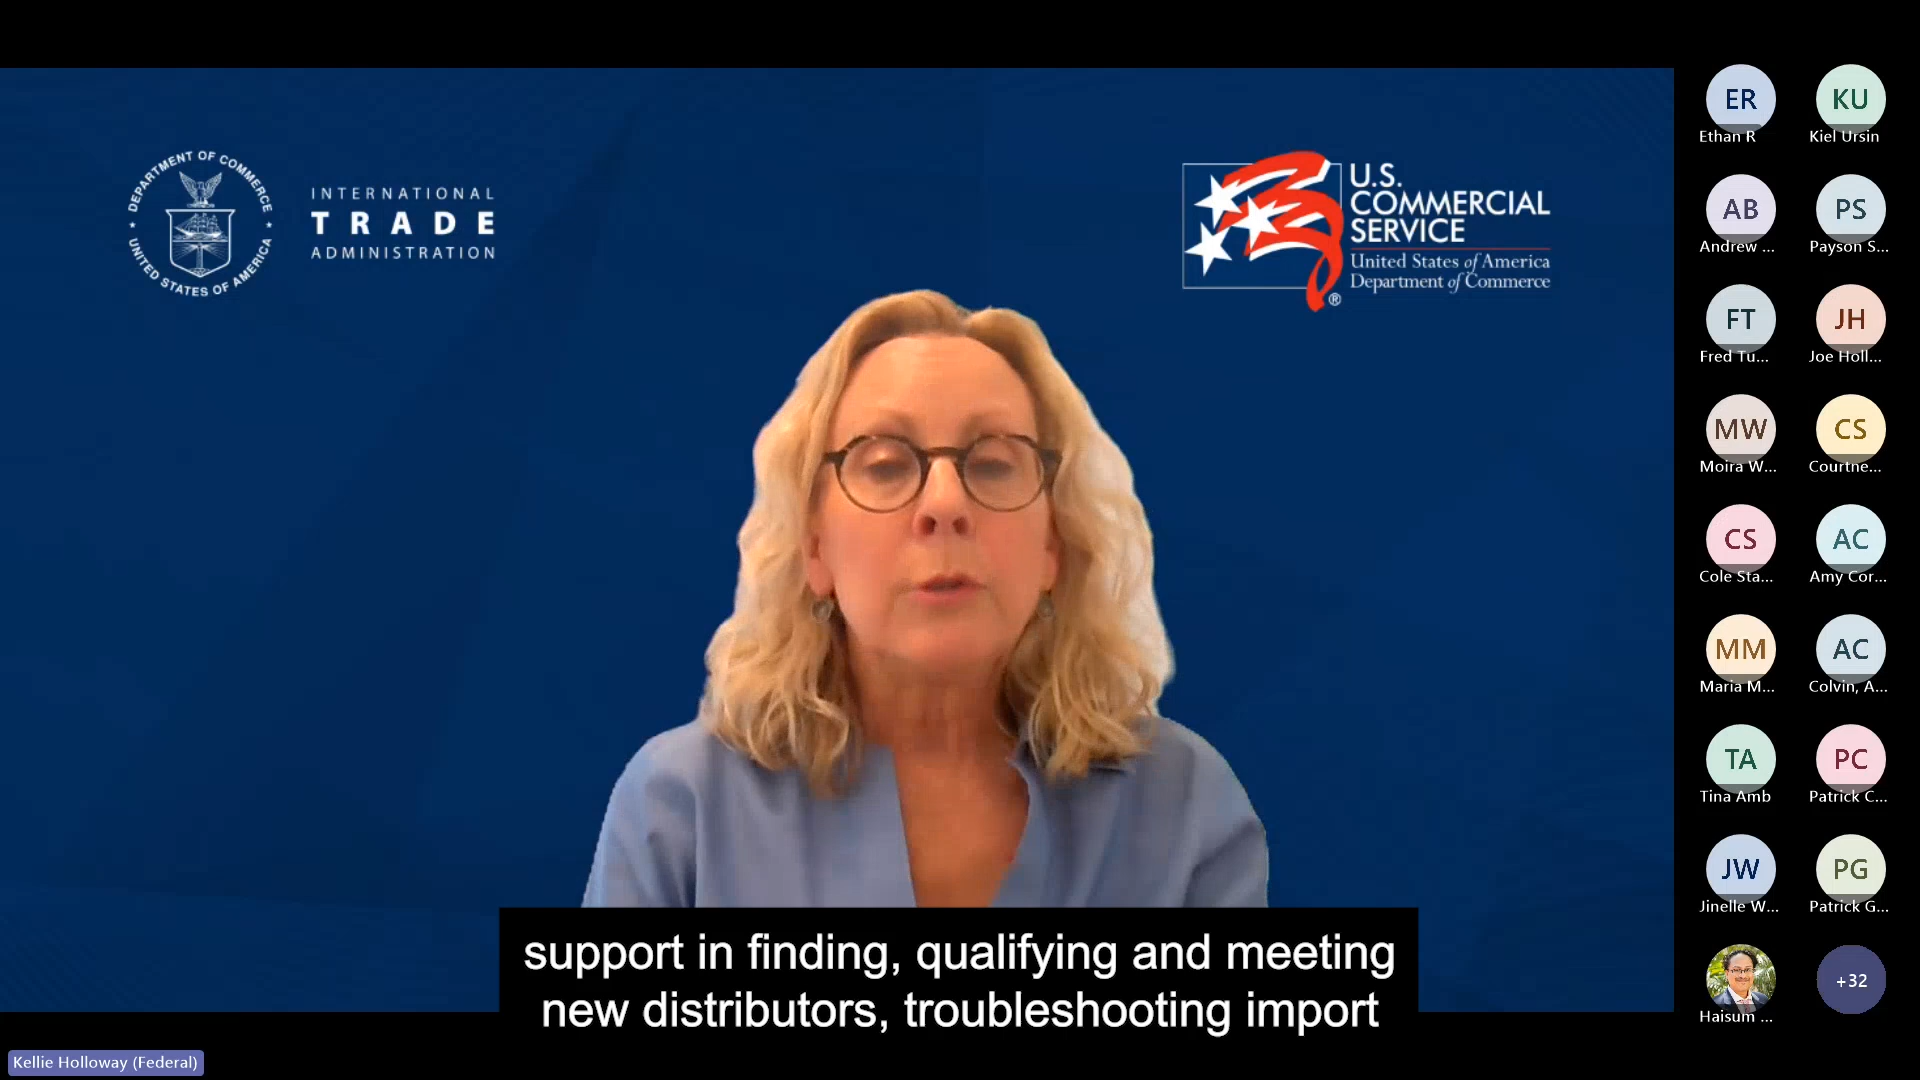 DEPARTMENT OF COMMERCE
UNITED STATES OF AMERICA
INTERNATIONAL
TRADE
ADMINISTRATION
U.S.
COMMERCIAL
SERVICE
United States of America
Department of Commerce
®
ER
Ethan R
KU
Kiel Ursin
AB
Andrew ...
PS
Payson S...
FT
Fred Tu...
JH
Joe Holl...
MW
Moira W...
CS
Courtne...
CS
Cole Sta...
AC
Amy Cor...
MM
Maria M...
AC
Colvin, A...
TA
Tina Amb
PC
Patrick C...
JW
Jinelle W...
PG
Patrick G...
Haisum ...
+32
support in finding, qualifying and meeting
new distributors, troubleshooting import
Kellie Holloway (Federal)